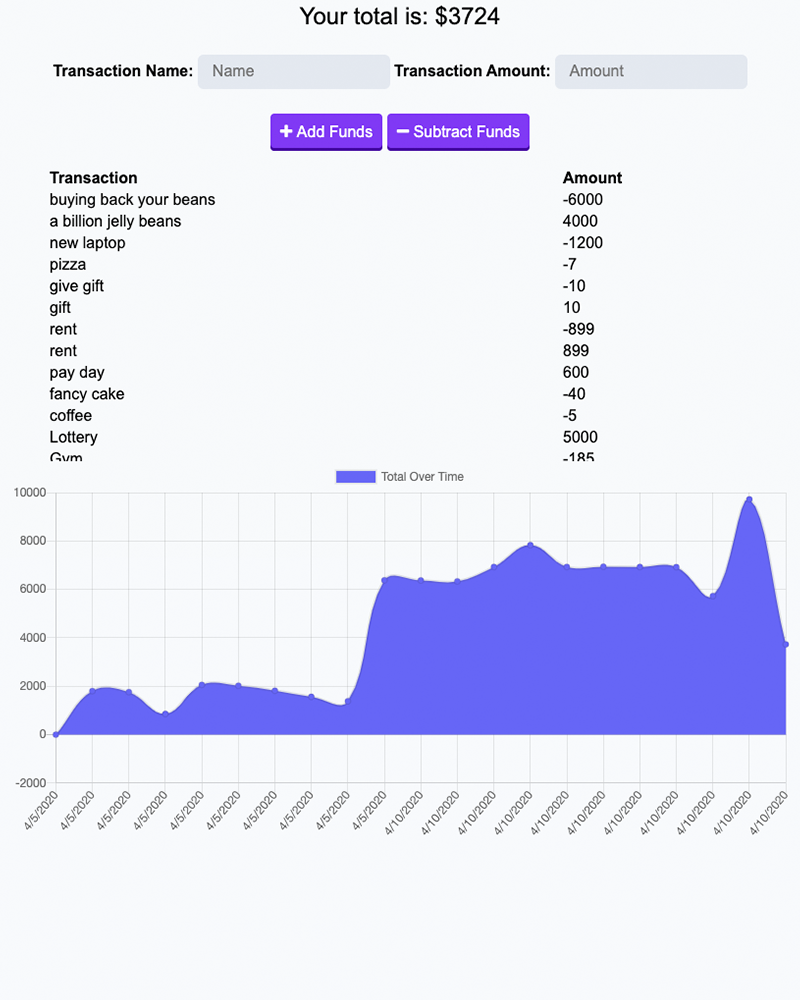 Your total is: $3724
Transaction Name: Name Transaction Amount: Amount
Add Funds Subtract Funds
Transaction Amount
buying back your beans -6000
a billion jelly beans 4000
new laptop -1200
pizza -7
give gift -10
gift 10
rent -899
rent 899
pay day 600
fancy cake -40
coffee -5
Lottery 5000
Gym -185
Total Over Time
10000
8000
6000
4000
2000
0
-2000
4/5/2020 4/5/2020 4/5/2020 4/5/2020 4/5/2020 4/5/2020 4/5/2020 4/5/2020 4/5/2020 4/5/2020 4/10/2020 4/10/2020 4/10/2020 4/10/2020 4/10/2020 4/10/2020 4/10/2020 4/10/2020 4/10/2020 4/10/2020 4/10/2020